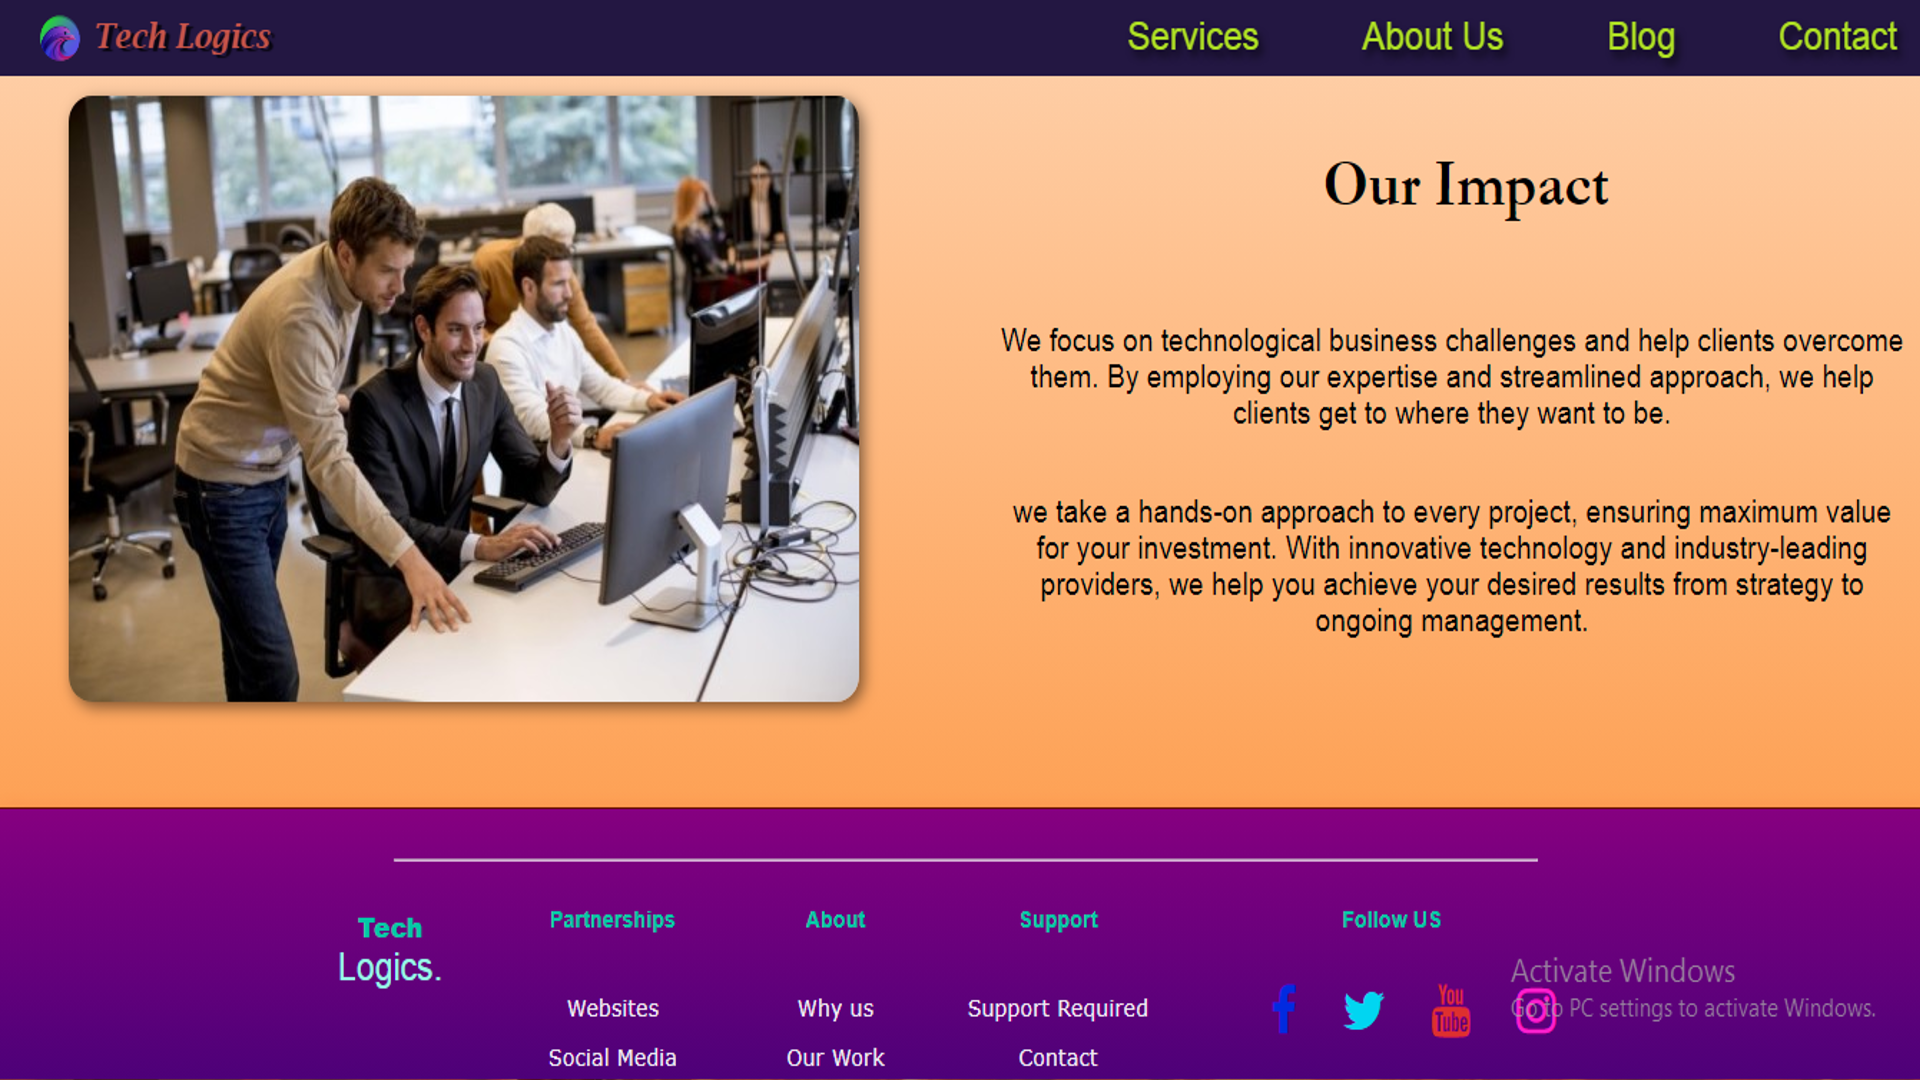 Tech Logics
Services
About Us
Blog
Contact
Our Impact
We focus on technological business challenges and help clients overcome
them. By employing our expertise and streamlined approach, we help
clients get to where they want to be.
we take a hands-on approach to every project, ensuring maximum value
for your investment. With innovative technology and industry-leading
providers, we help you achieve your desired results from strategy to
ongoing management.
Tech
Logics.
Partnerships
Websites
Social Media
About
Why us
Our Work
Support
Support Required
Contact
Follow US
You
Tube
Activate Windows
Go to PC settings to activate Windows.